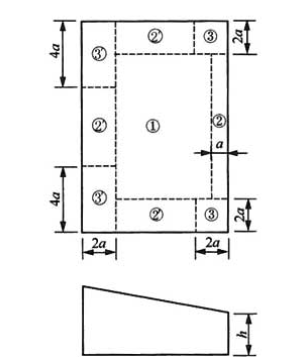 4a ②' ③ 2a
③'
②' ① ②
a
4a ③' ②' ③ 2a
2a 2a
h